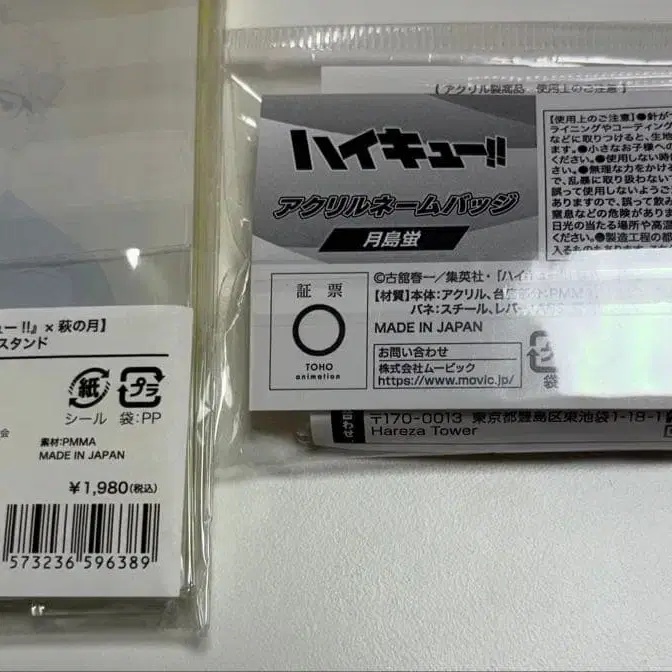 ュー!!』× 萩の月】
スタンド
紙
プラ
シール 袋:PP
会
素材:PMMA
MADE IN JAPAN
¥1,980(税込)
573236 596389
【アクリル製商品 使用上のご注意】
ハイキュー!!
アクリルネームバッジ
月島蛍
証票
TOHO
animation
©古舘春一/集英社・「ハイキュー
【材質】本体:アクリル、台
バネ:スチール、レバ
MADE IN JAPAN
お問い合わせ
株式会社ムービック
https://www.movic.jp/
袋
【使用上のご注意】●針が
ライニングやコーティング
などに取りつけると、生地
ます。●小さなお子様への
ください。●使用しない時
さい。●無理な力をかける
で、乱暴に取り扱わない
誤って使用しないようご
ありますので、誤って飲み
窒息などの危険があり
日光の当たる場所や高温
ください。●製造工程の都
〒170-0013 東京都豊島区東池袋1-18-1
Hareza Tower